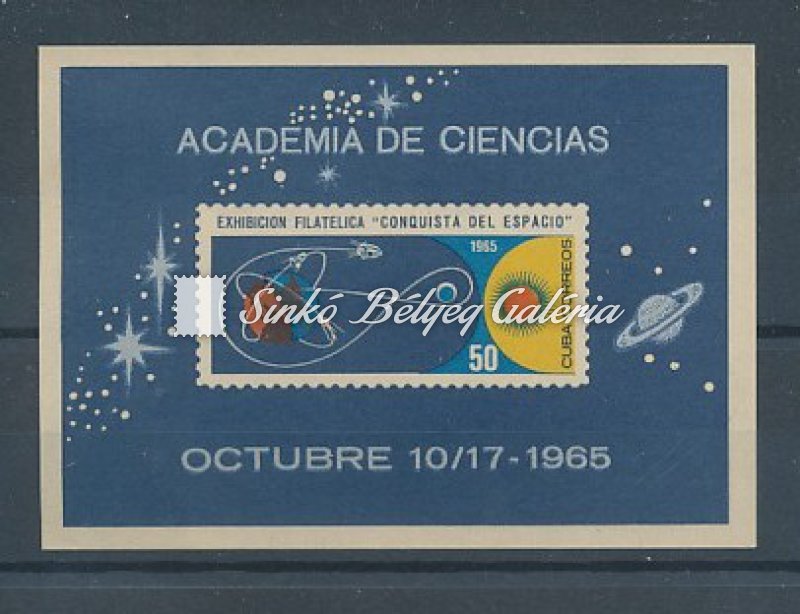 ACADEMIA DE CIENCIAS
EXHIBICION FILATELICA "CONQUISTA DEL ESPACIO"
1965
CUBA CORREOS
Sinkó Bélyeg Galéria
50
OCTUBRE 10/17-1965